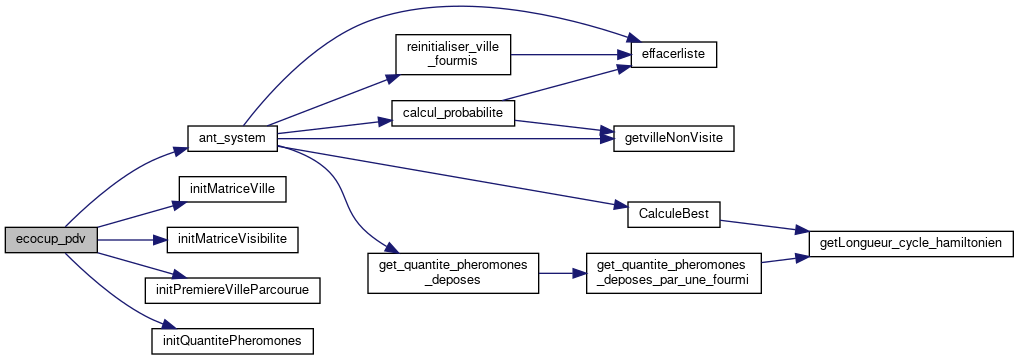 ecocup_pdv
ant_system
initMatriceVille
initMatriceVisibilite
initPremiereVilleParcourue
initQuantitePheromones
reinitialiser_ville
_fourmis
calcul_probabilite
get_quantite_pheromones
_deposes
effacerliste
getvilleNonVisite
CalculeBest
get_quantite_pheromones
_deposes_par_une_fourmi
getLongueur_cycle_hamiltonien